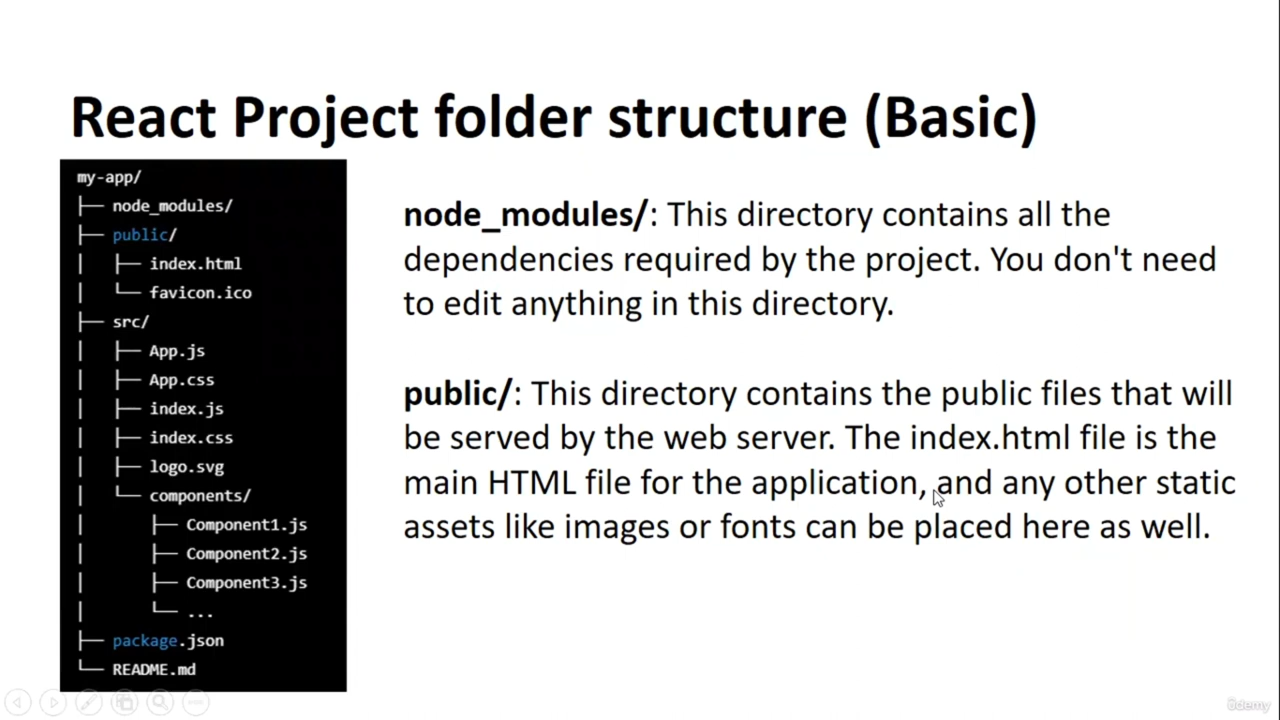 React Project folder structure (Basic)
my-app/
├── node_modules/
├── public/
│   ├── index.html
│   └── favicon.ico
├── src/
│   ├── App.js
│   ├── App.css
│   ├── index.js
│   ├── index.css
│   ├── logo.svg
│   └── components/
│       ├── Component1.js
│       ├── Component2.js
│       ├── Component3.js
│       └── ...
├── package.json
└── README.md
node_modules/: This directory contains all the
dependencies required by the project. You don't need
to edit anything in this directory.
public/: This directory contains the public files that will
be served by the web server. The index.html file is the
main HTML file for the application, and any other static
assets like images or fonts can be placed here as well.
ûdemy